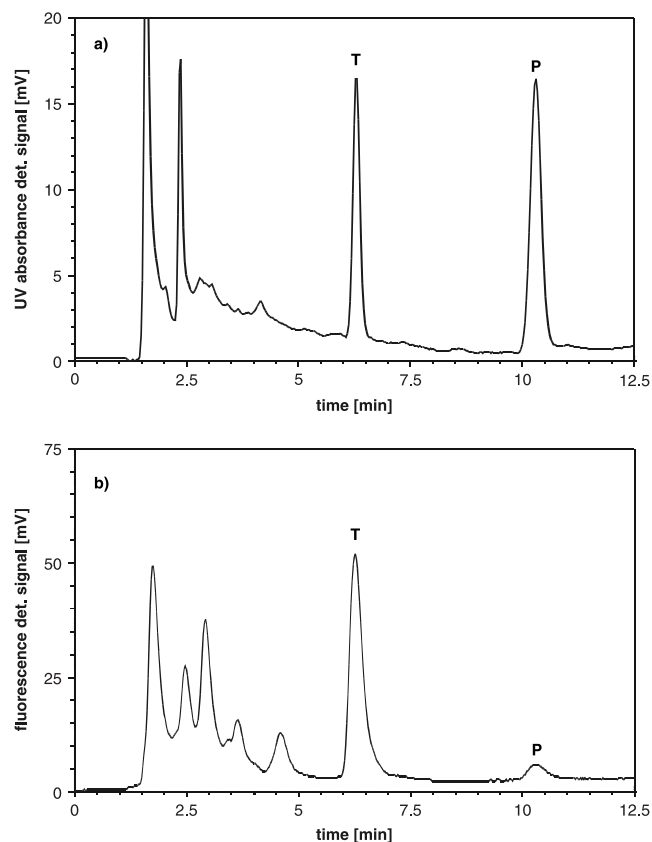 a)
T
P
20
15
10
5
0
UV absorbance det. signal [mV]
0 2.5 5 7.5 10 12.5
time [min]
b)
T
P
75
50
25
0
fluorescence det. signal [mV]
0 2.5 5 7.5 10 12.5
time [min]